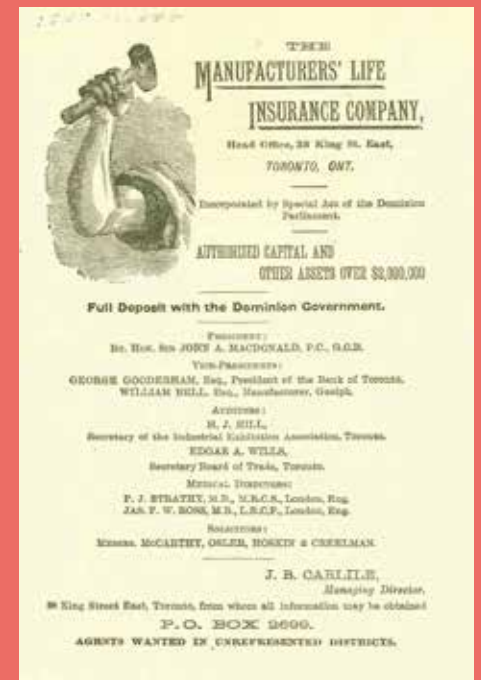 THE
MANUFACTURERS' LIFE
INSURANCE COMPANY,
Head Office, 38 King St. East,
TORONTO, ONT.
Incorporated by Special Act of the Dominion
Parliament.
AUTHORIZED CAPITAL AND
OTHER ASSETS OVER $2,000,000
Full Deposit with the Dominion Government.
PRESIDENT:
RT. HON. SIR JOHN A. MACDONALD, P.C., G.C.B.
VICE-PRESIDENTS:
GEORGE GOODERHAM, Esq., President of the Bank of Toronto.
WILLIAM BELL, Esq., Manufacturer, Guelph.
AUDITORS:
H. J. HILL,
Secretary of the Industrial Exhibition Association, Toronto.
EDGAR A. WILLS,
Secretary Board of Trade, Toronto.
MEDICAL DIRECTORS:
P. J. STRATHY, M.D., M.R.C.S., London, Eng.
JAS. F. W. ROSS, M.D., L.R.C.P., London, Eng.
SOLICITORS:
MESSRS. McCARTHY, OSLER, HOSKIN & CREELMAN.
J. B. CARLILE,
Managing Director.
38 King Street East, Toronto, from whom all information may be obtained
P.O. BOX 2699.
AGENTS WANTED IN UNREPRESENTED DISTRICTS.